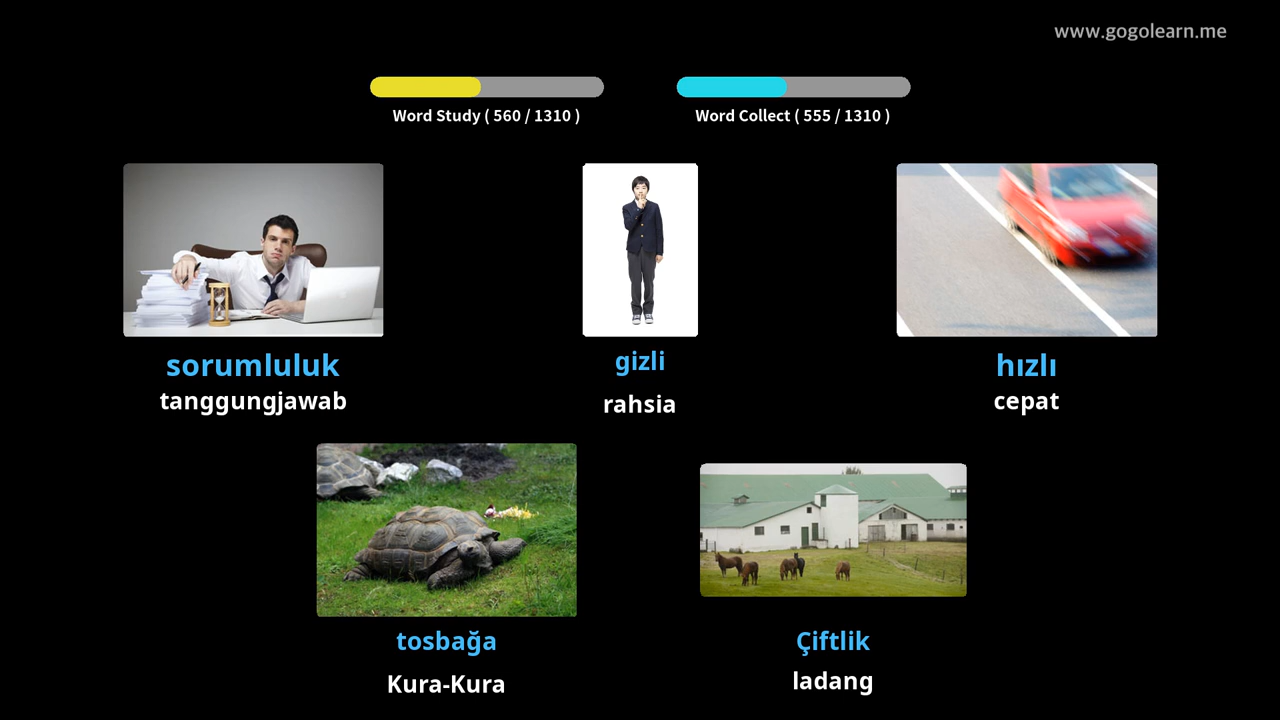 www.gogolearn.me
Word Study ( 560 / 1310 )
Word Collect ( 555 / 1310 )
sorumluluk
tanggungjawab
gizli
rahsia
hızlı
cepat
tosbağa
Kura-Kura
Çiftlik
ladang